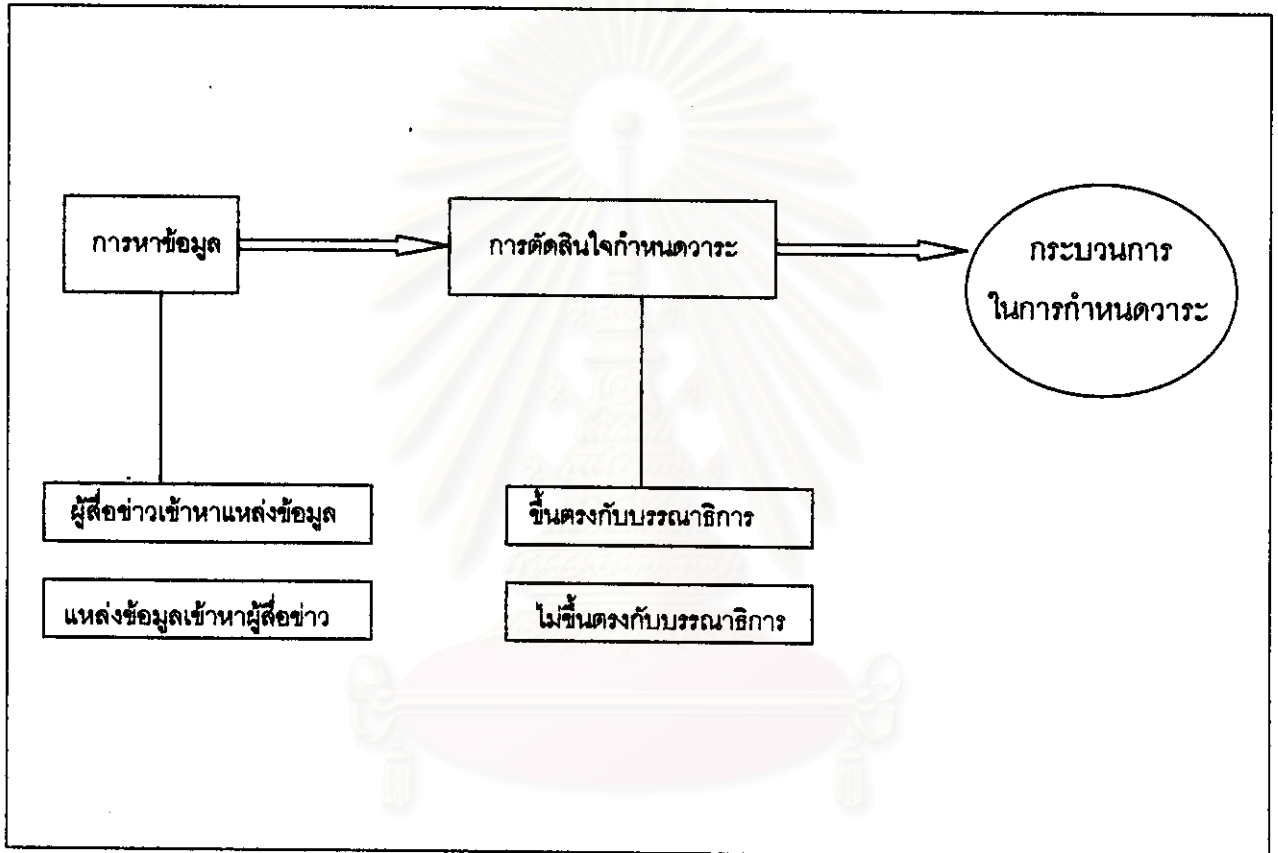 การหาข้อมูล
การตัดสินใจกำหนดวาระ
กระบวนการ
ในการกำหนดวาระ
ผู้สื่อข่าวเข้าหาแหล่งข้อมูล
ขึ้นตรงกับบรรณาธิการ
แหล่งข้อมูลเข้าหาผู้สื่อข่าว
ไม่ขึ้นตรงกับบรรณาธิการ